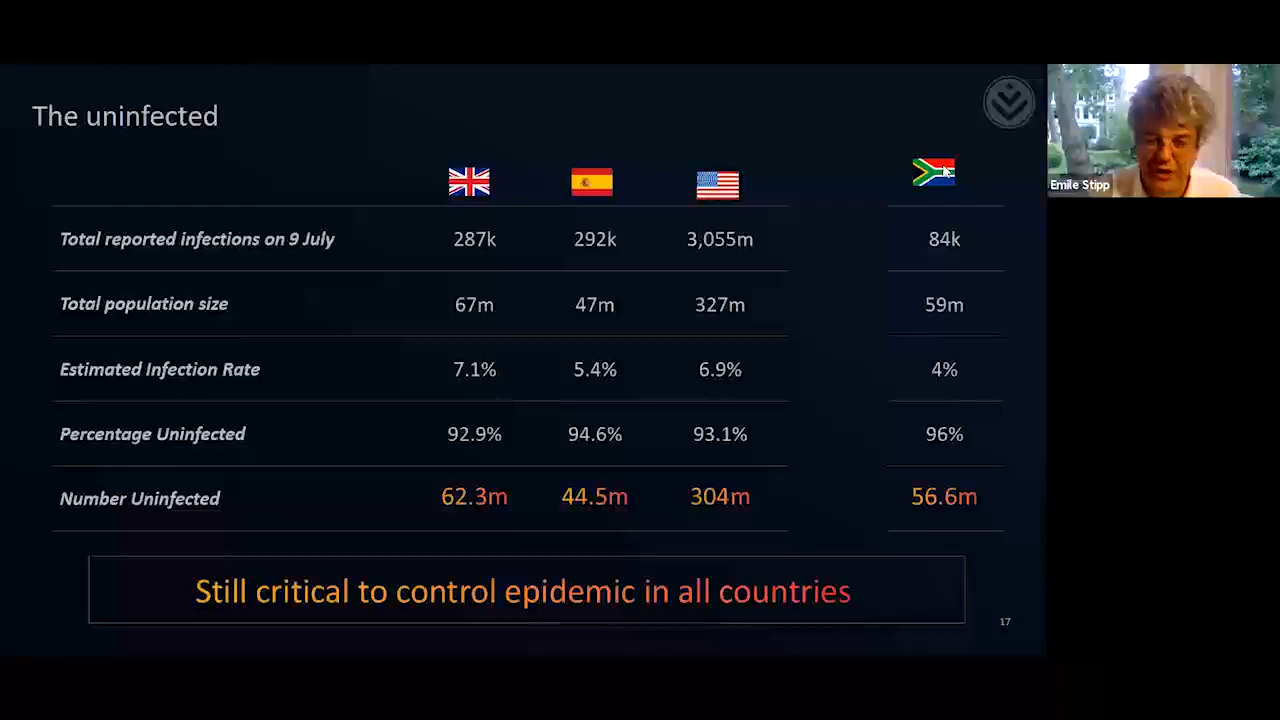 The uninfected
Emile Stipp
Total reported infections on 9 July 287k 292k 3,055m 84k
Total population size 67m 47m 327m 59m
Estimated Infection Rate 7.1% 5.4% 6.9% 4%
Percentage Uninfected 92.9% 94.6% 93.1% 96%
Number Uninfected 62.3m 44.5m 304m 56.6m
Still critical to control epidemic in all countries
17